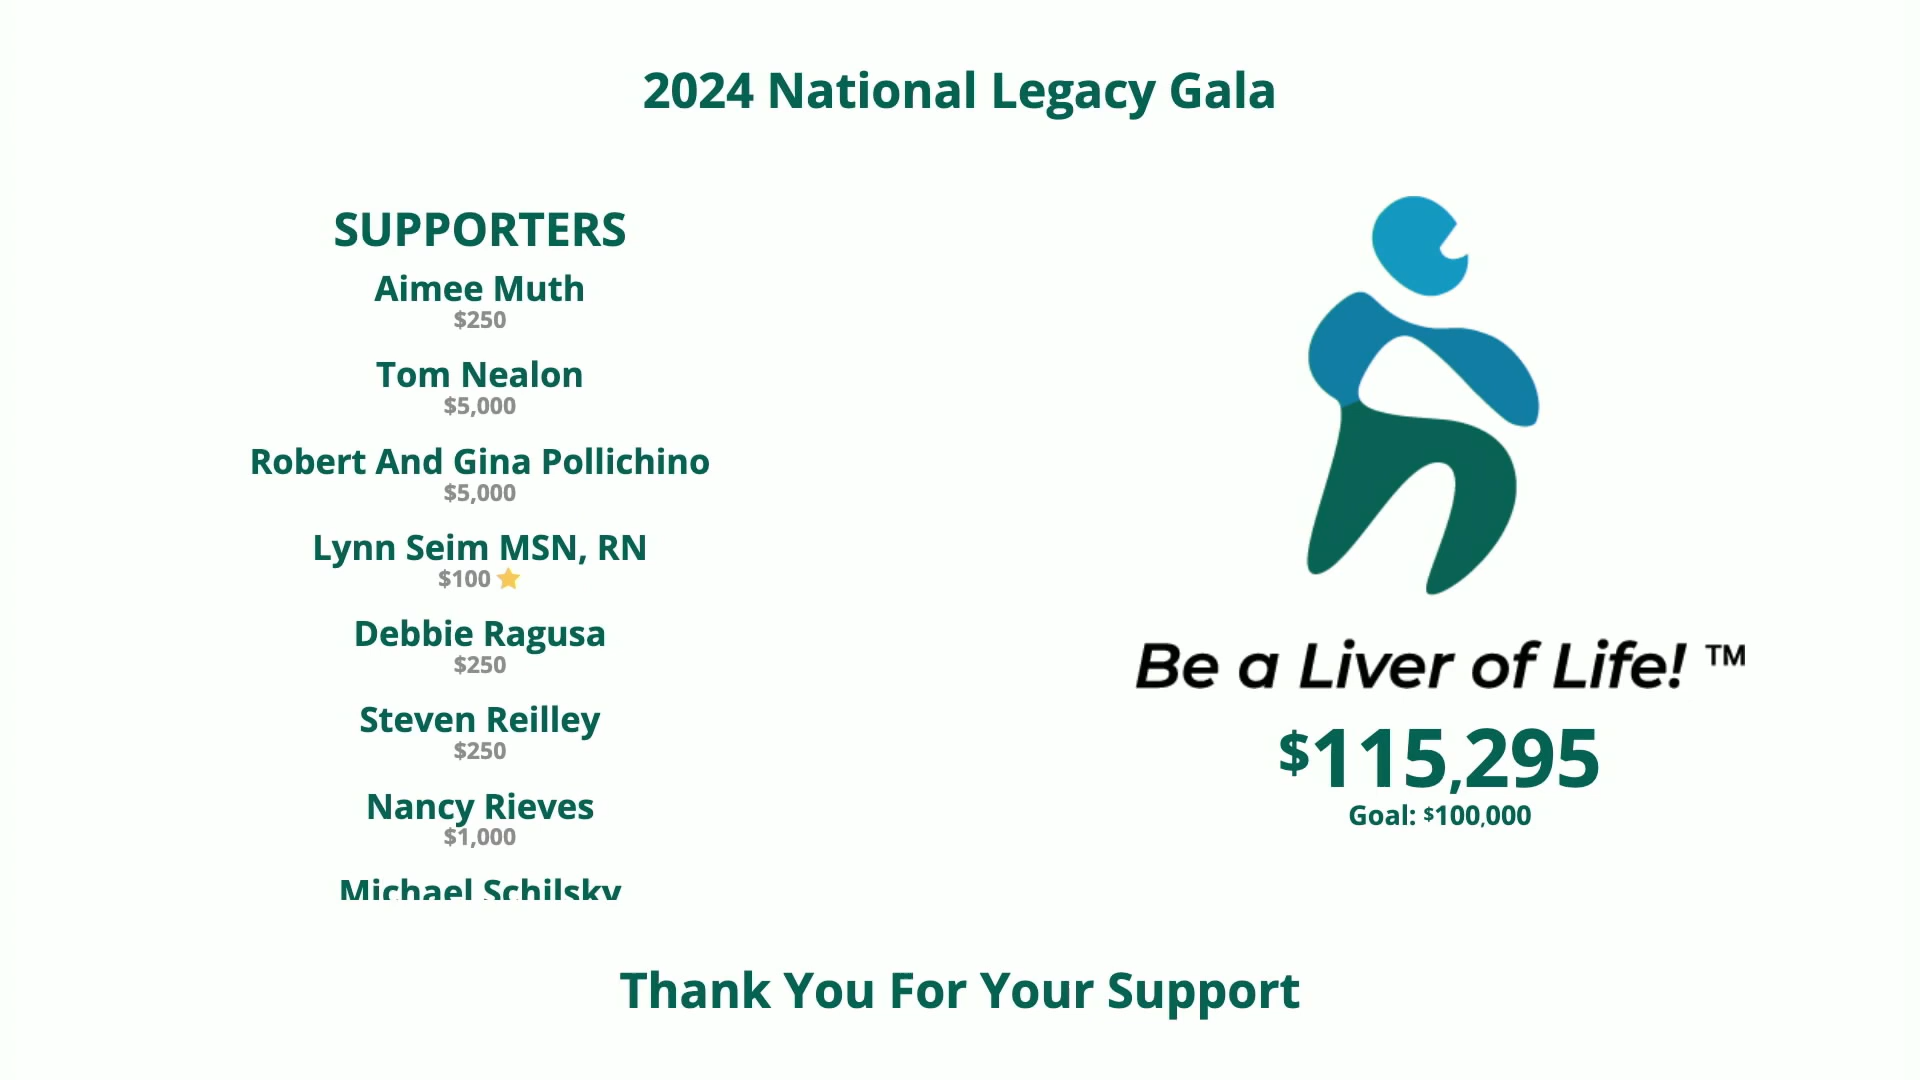 2024 National Legacy Gala
SUPPORTERS
Aimee Muth
$250
Tom Nealon
$5,000
Robert And Gina Pollichino
$5,000
Lynn Seim MSN, RN
$100 ⭐
Debbie Ragusa
$250
Steven Reilley
$250
Nancy Rieves
$1,000
Michael Schilsky
Be a Liver of Life! ™
$115,295
Goal: $100,000
Thank You For Your Support